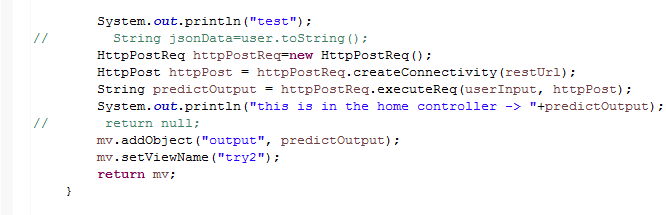 System.out.println("test");
// String jsonData=user.toString();
HttpPostReq httpPostReq=new HttpPostReq();
HttpPost httpPost = httpPostReq.createConnectivity(restUrl);
String predictOutput = httpPostReq.executeReq(userInput, httpPost);
System.out.println("this is in the home controller -> "+predictOutput);
// return null;
mv.addObject("output", predictOutput);
mv.setViewName("try2");
return mv;
}